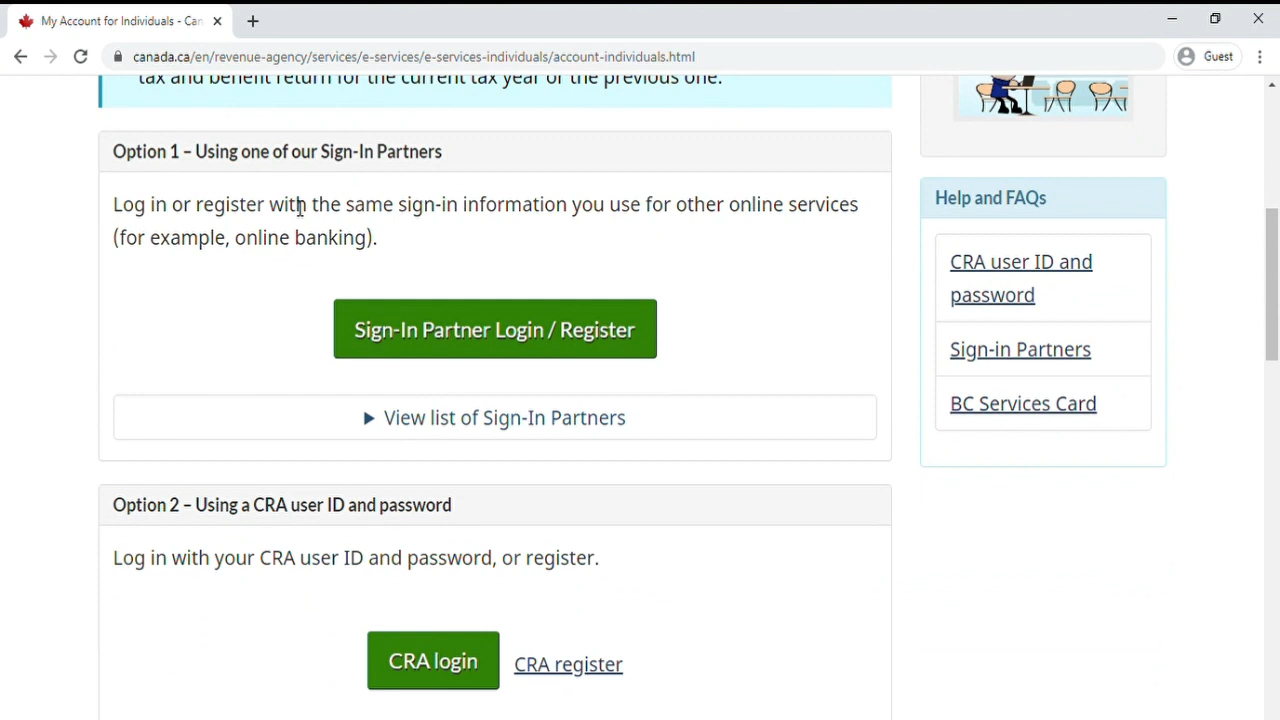 My Account for Individuals - Can
Guest
canada.ca/en/revenue-agency/services/e-services/e-services-individuals/account-individuals.html
tax and benefit return for the current tax year or the previous one.
Option 1 – Using one of our Sign-In Partners
Log in or register with the same sign-in information you use for other online services
(for example, online banking).
Sign-In Partner Login / Register
▶ View list of Sign-In Partners
Option 2 – Using a CRA user ID and password
Log in with your CRA user ID and password, or register.
CRA login
CRA register
Help and FAQs
CRA user ID and
password
Sign-in Partners
BC Services Card